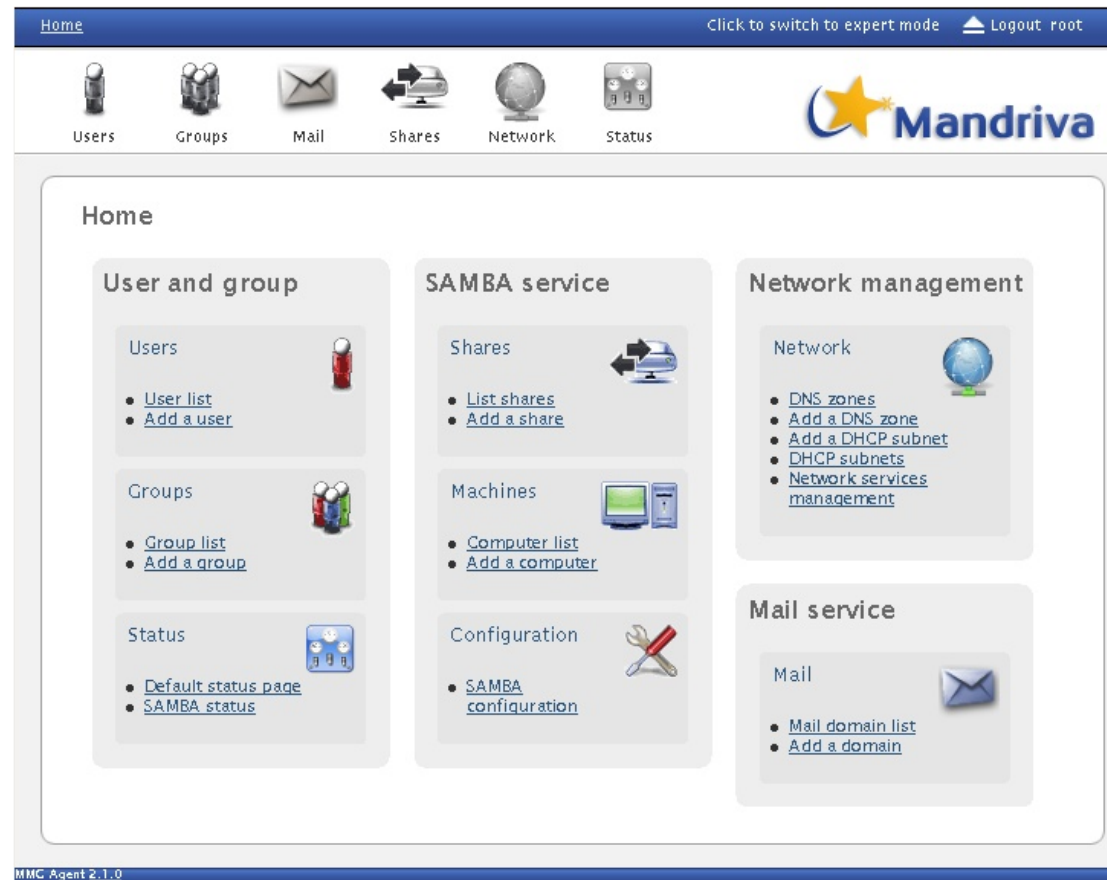 Home
Click to switch to expert mode
Logout root
Users
Groups
Mail
Shares
Network
Status
Mandriva
Home
User and group
Users
User list
Add a user
Groups
Group list
Add a group
Status
Default status page
SAMBA status
SAMBA service
Shares
List shares
Add a share
Machines
Computer list
Add a computer
Configuration
SAMBA
configuration
Network management
Network
DNS zones
Add a DNS zone
Add a DHCP subnet
DHCP subnets
Network services
management
Mail service
Mail
Mail domain list
Add a domain
MMC Agent 2.1.0